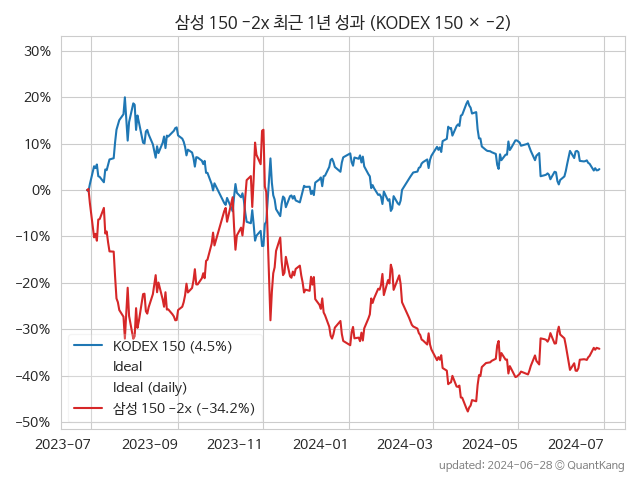 삼성 150 −2x 최근 1년 성과 (KODEX 150 × −2)
30%
20%
10%
0%
−10%
−20%
−30%
−40%
−50%
KODEX 150 (4.5%)
Ideal
Ideal (daily)
삼성 150 −2x (−34.2%)
2023-07 2023-09 2023-11 2024-01 2024-03 2024-05 2024-07
updated: 2024-06-28 © QuantKang